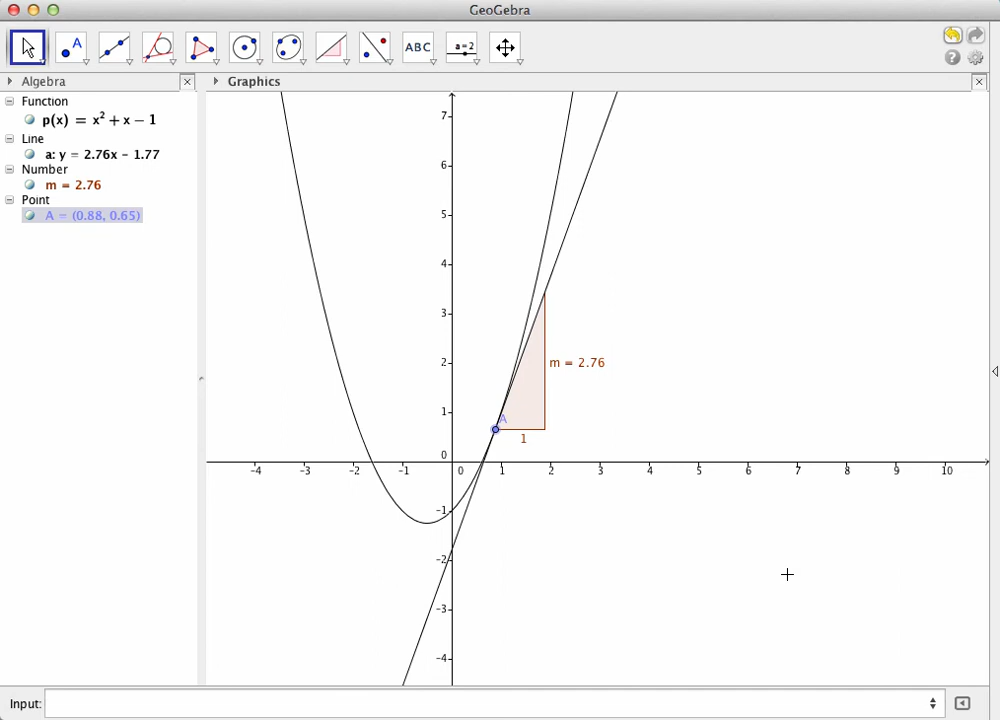 GeoGebra
A
ABC
a=2
?
Algebra
Graphics
Function
p(x) = x² + x − 1
Line
a: y = 2.76x − 1.77
Number
m = 2.76
Point
A = (0.88, 0.65)
7
6
5
4
3
2
1
0
−1
−2
−3
−4
−4 −3 −2 −1 0 1 2 3 4 5 6 7 8 9 10
m = 2.76
A
1
Input: